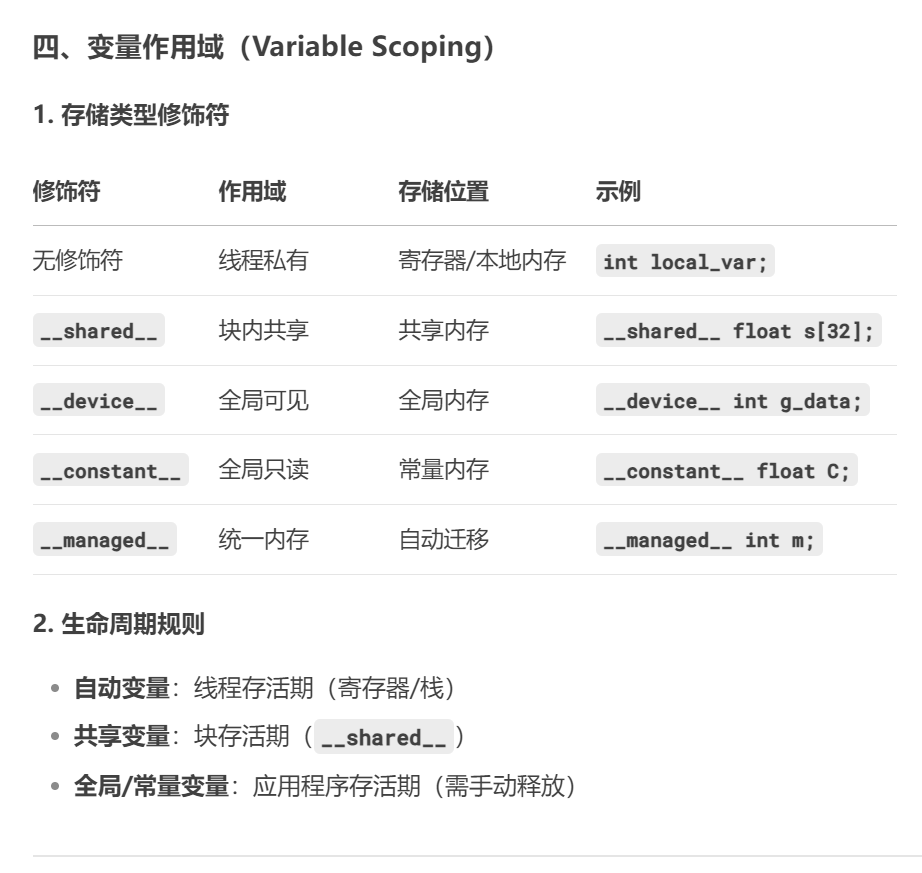 四、变量作用域（Variable Scoping）
1. 存储类型修饰符
修饰符 作用域 存储位置 示例
无修饰符 线程私有 寄存器/本地内存 int local_var;
__shared__ 块内共享 共享内存 __shared__ float s[32];
__device__ 全局可见 全局内存 __device__ int g_data;
__constant__ 全局只读 常量内存 __constant__ float C;
__managed__ 统一内存 自动迁移 __managed__ int m;
2. 生命周期规则
自动变量：线程存活期（寄存器/栈）
共享变量：块存活期（__shared__）
全局/常量变量：应用程序存活期（需手动释放）